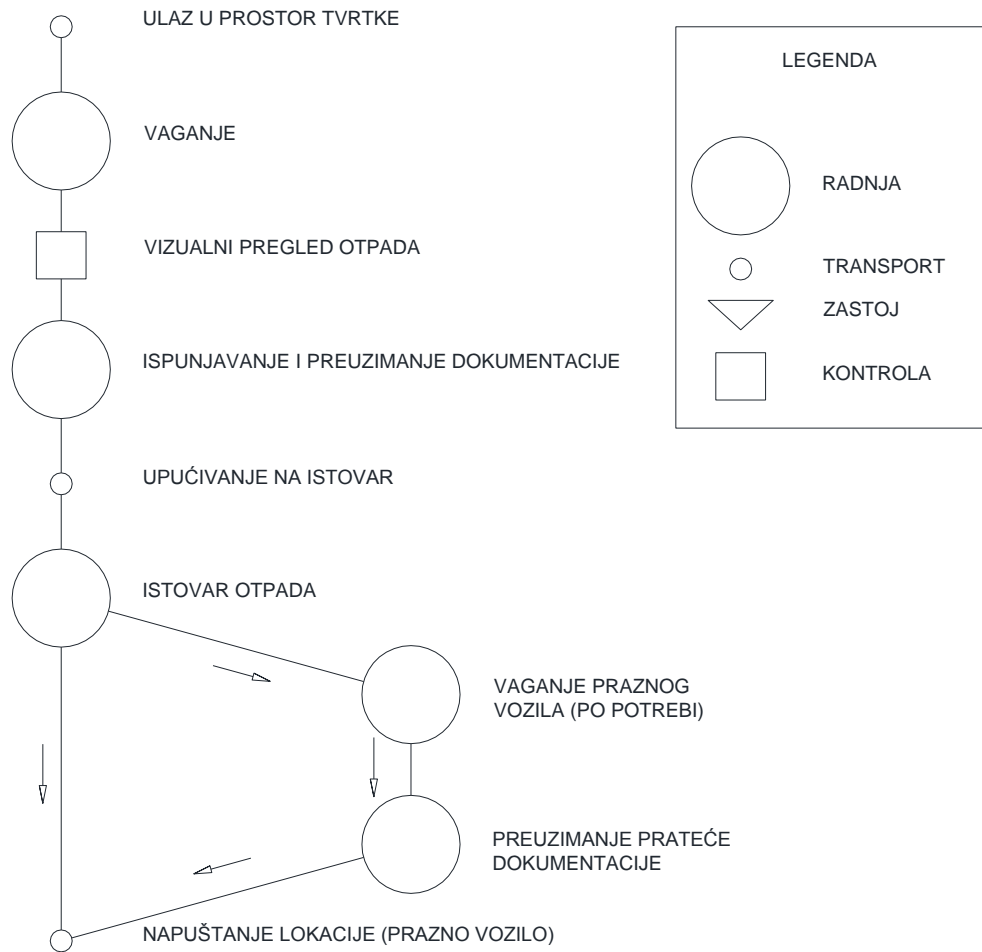 ULAZ U PROSTOR TVRTKE
VAGANJE
VIZUALNI PREGLED OTPADA
ISPUNJAVANJE I PREUZIMANJE DOKUMENTACIJE
UPUĆIVANJE NA ISTOVAR
ISTOVAR OTPADA
VAGANJE PRAZNOG
VOZILA (PO POTREBI)
PREUZIMANJE PRATEĆE
DOKUMENTACIJE
NAPUŠTANJE LOKACIJE (PRAZNO VOZILO)
LEGENDA
RADNJA
TRANSPORT
ZASTOJ
KONTROLA